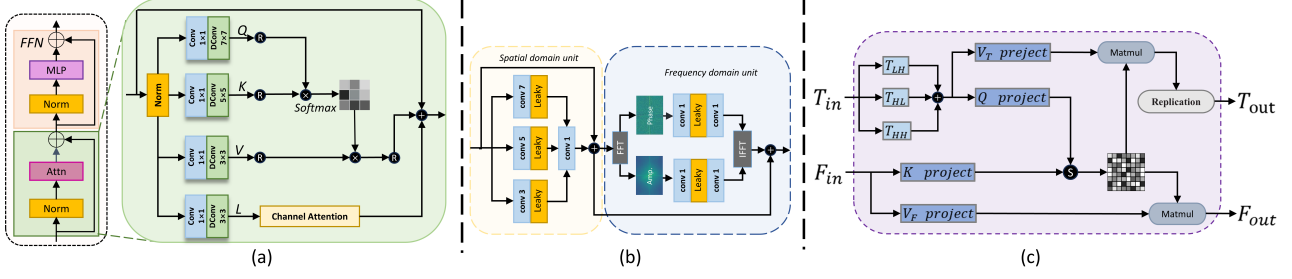 FFN
MLP
Norm
Attn
Norm
Norm
Conv 1×1 DConv 7×7 Q R
Conv 1×1 DConv 5×5 K R × Softmax
Conv 1×1 DConv 3×3 V R × R +
Conv 1×1 DConv 3×3 L Channel Attention
(a)
Spatial domain unit
conv 7 Leaky
conv 5 Leaky conv 1 +
conv 3 Leaky
Frequency domain unit
FFT
Phase conv 1 Leaky conv 1
Amp. conv 1 Leaky conv 1
IFFT +
(b)
T_in
T_LH
T_HL +
T_HH
V_T preject Matmul
Q project Replication T_out
F_in
K project S
V_F project Matmul F_out
(c)